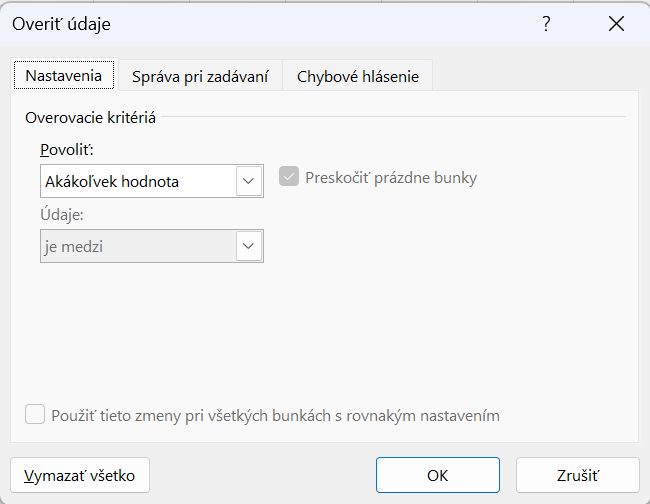 Overiť údaje ?
Nastavenia Správa pri zadávaní Chybové hlásenie
Overovacie kritériá
Povoliť:
Akákoľvek hodnota Preskočiť prázdne bunky
Údaje:
je medzi
Použiť tieto zmeny pri všetkých bunkách s rovnakým nastavením
Vymazať všetko OK Zrušiť